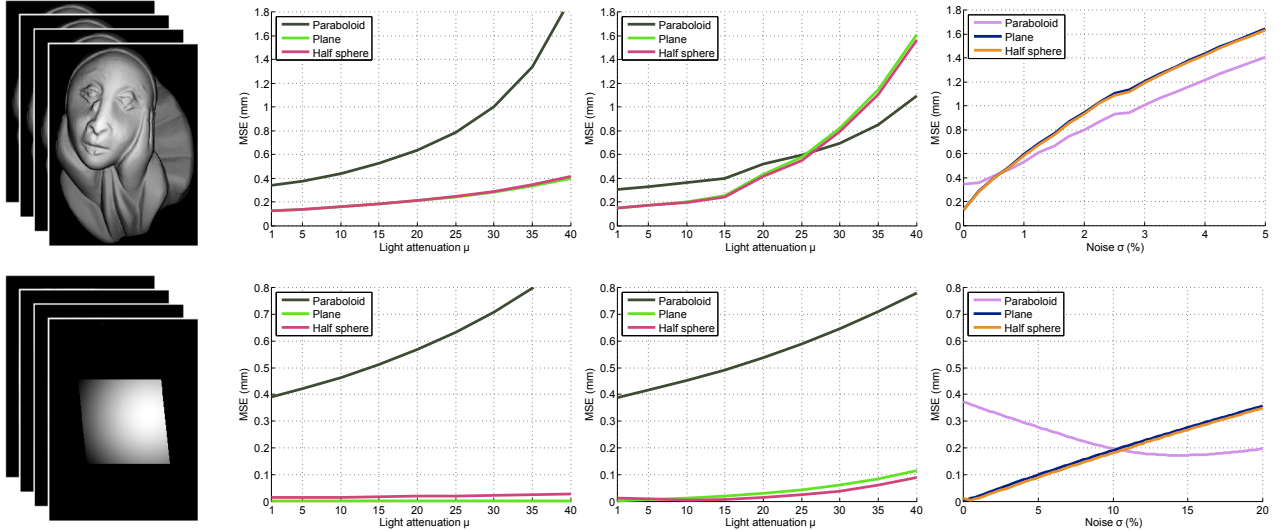 1.8
1.6
1.4
1.2
1
0.8
0.6
0.4
0.2
0
MSE (mm)
Paraboloid
Plane
Half sphere
1 5 10 15 20 25 30 35 40
Light attenuation μ
1.8
1.6
1.4
1.2
1
0.8
0.6
0.4
0.2
0
MSE (mm)
Paraboloid
Plane
Half sphere
1 5 10 15 20 25 30 35 40
Light attenuation μ
1.8
1.6
1.4
1.2
1
0.8
0.6
0.4
0.2
0
MSE (mm)
Paraboloid
Plane
Half sphere
0 1 2 3 4 5
Noise σ (%)
0.8
0.7
0.6
0.5
0.4
0.3
0.2
0.1
0
MSE (mm)
Paraboloid
Plane
Half sphere
1 5 10 15 20 25 30 35 40
Light attenuation μ
0.8
0.7
0.6
0.5
0.4
0.3
0.2
0.1
0
MSE (mm)
Paraboloid
Plane
Half sphere
1 5 10 15 20 25 30 35 40
Light attenuation μ
0.8
0.7
0.6
0.5
0.4
0.3
0.2
0.1
0
MSE (mm)
Paraboloid
Plane
Half sphere
0 5 10 15 20
Noise σ (%)